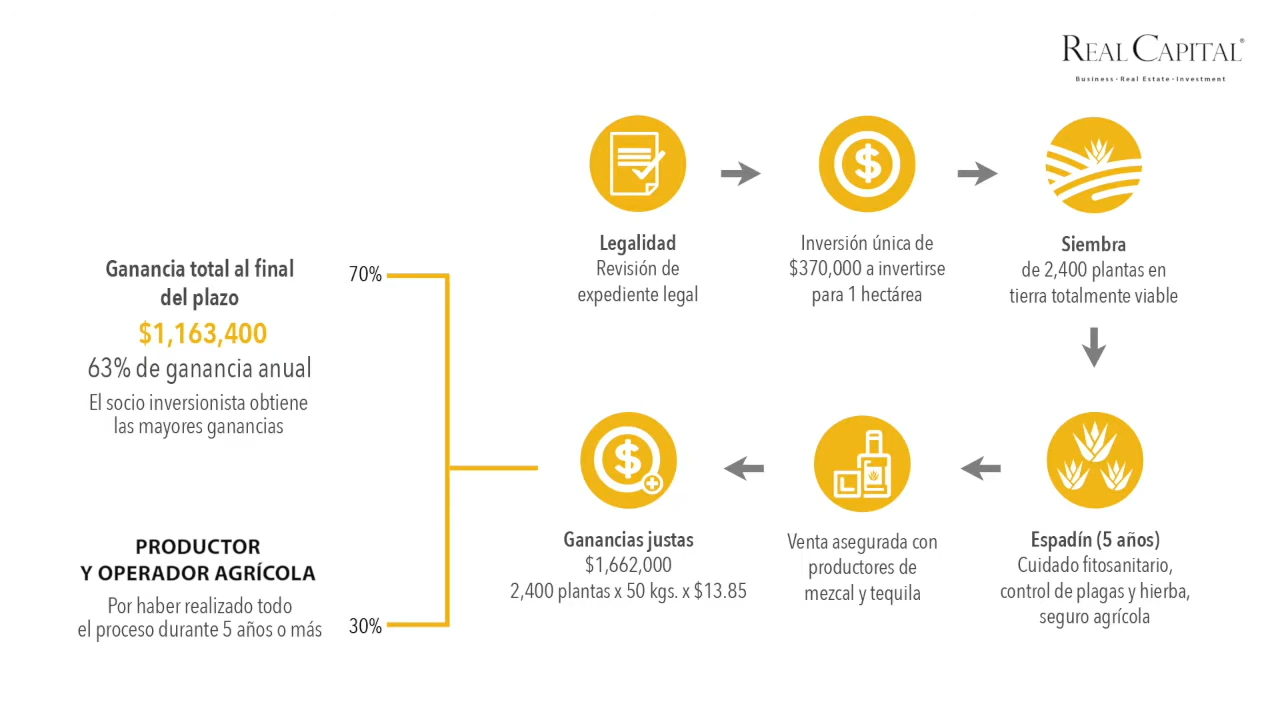 REAL CAPITAL®
Business · Real Estate · Investment
Legalidad
Revisión de
expediente legal
Inversión única de
$370,000 a invertirse
para 1 hectárea
Siembra
de 2,400 plantas en
tierra totalmente viable
Espadín (5 años)
Cuidado fitosanitario,
control de plagas y hierba,
seguro agrícola
Venta asegurada con
productores de
mezcal y tequila
Ganancias justas
$1,662,000
2,400 plantas x 50 kgs. x $13.85
70%
Ganancia total al final
del plazo
$1,163,400
63% de ganancia anual
El socio inversionista obtiene
las mayores ganancias
30%
PRODUCTOR
Y OPERADOR AGRÍCOLA
Por haber realizado todo
el proceso durante 5 años o más